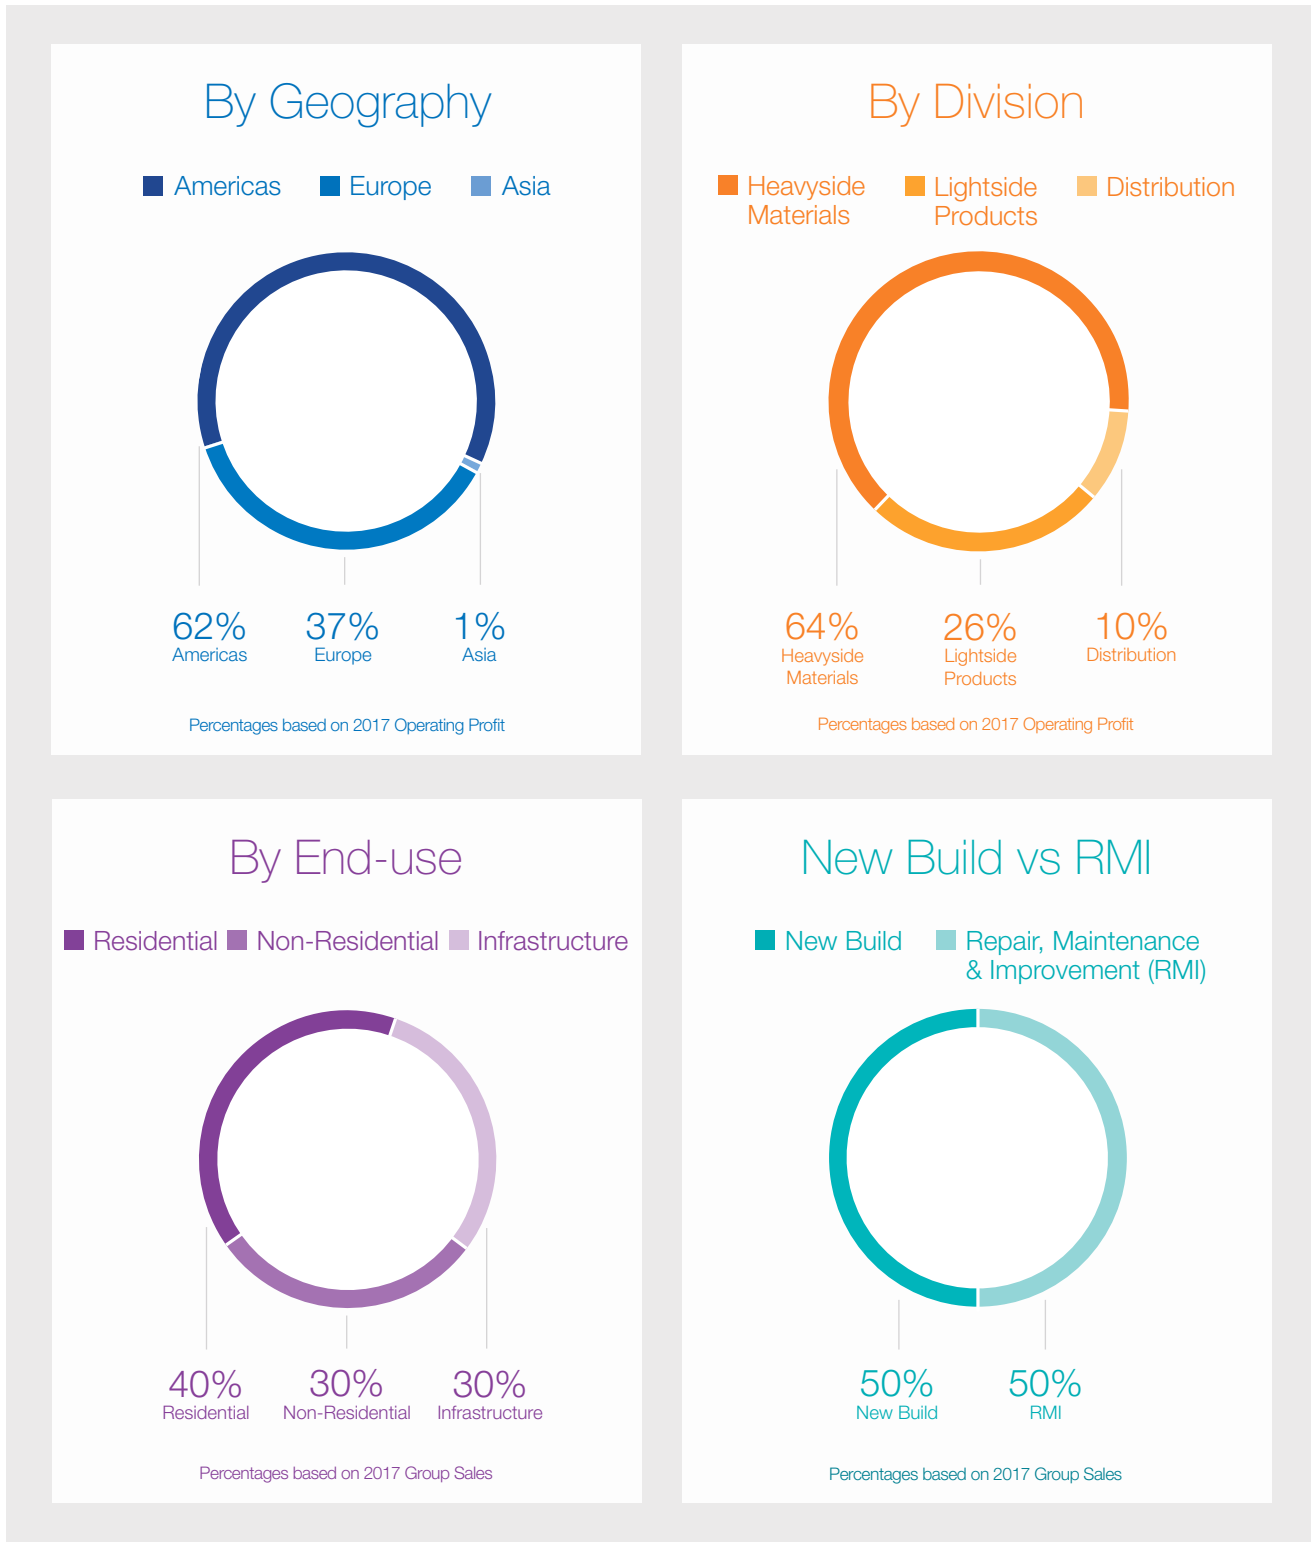 By Geography
Americas
Europe
Asia
62%
37%
1%
Americas
Europe
Asia
Percentages based on 2017 Operating Profit
By Division
Heavyside
Materials
Lightside
Products
Distribution
64%
26%
10%
Heavyside
Materials
Lightside
Products
Distribution
Percentages based on 2017 Operating Profit
By End-use
Residential
Non-Residential
Infrastructure
40%
30%
30%
Residential
Non-Residential
Infrastructure
Percentages based on 2017 Group Sales
New Build vs RMI
New Build
Repair, Maintenance
& Improvement (RMI)
50%
50%
New Build
RMI
Percentages based on 2017 Group Sales